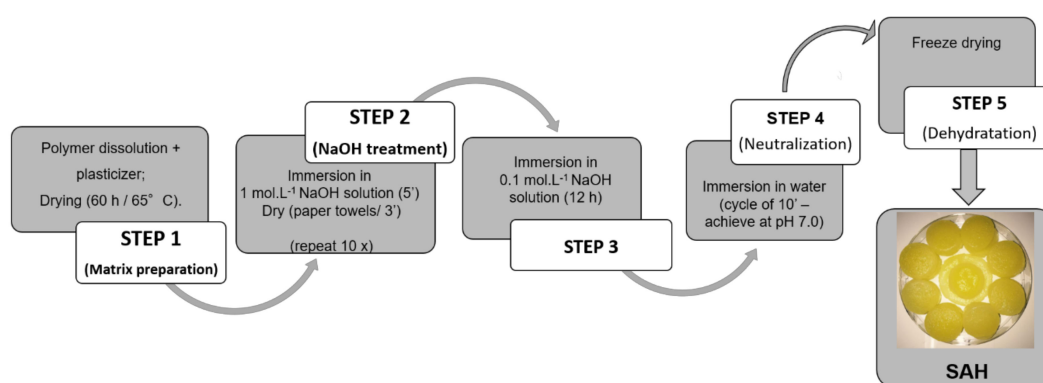 Polymer dissolution +
plasticizer;
Drying (60 h / 65° C).
STEP 1
(Matrix preparation)
STEP 2
(NaOH treatment)
Immersion in
1 mol.L⁻¹ NaOH solution (5’)
Dry (paper towels/ 3’)
(repeat 10 x)
Immersion in
0.1 mol.L⁻¹ NaOH
solution (12 h)
STEP 3
STEP 4
(Neutralization)
Immersion in water
(cycle of 10’ –
achieve at pH 7.0)
Freeze drying
STEP 5
(Dehydratation)
SAH